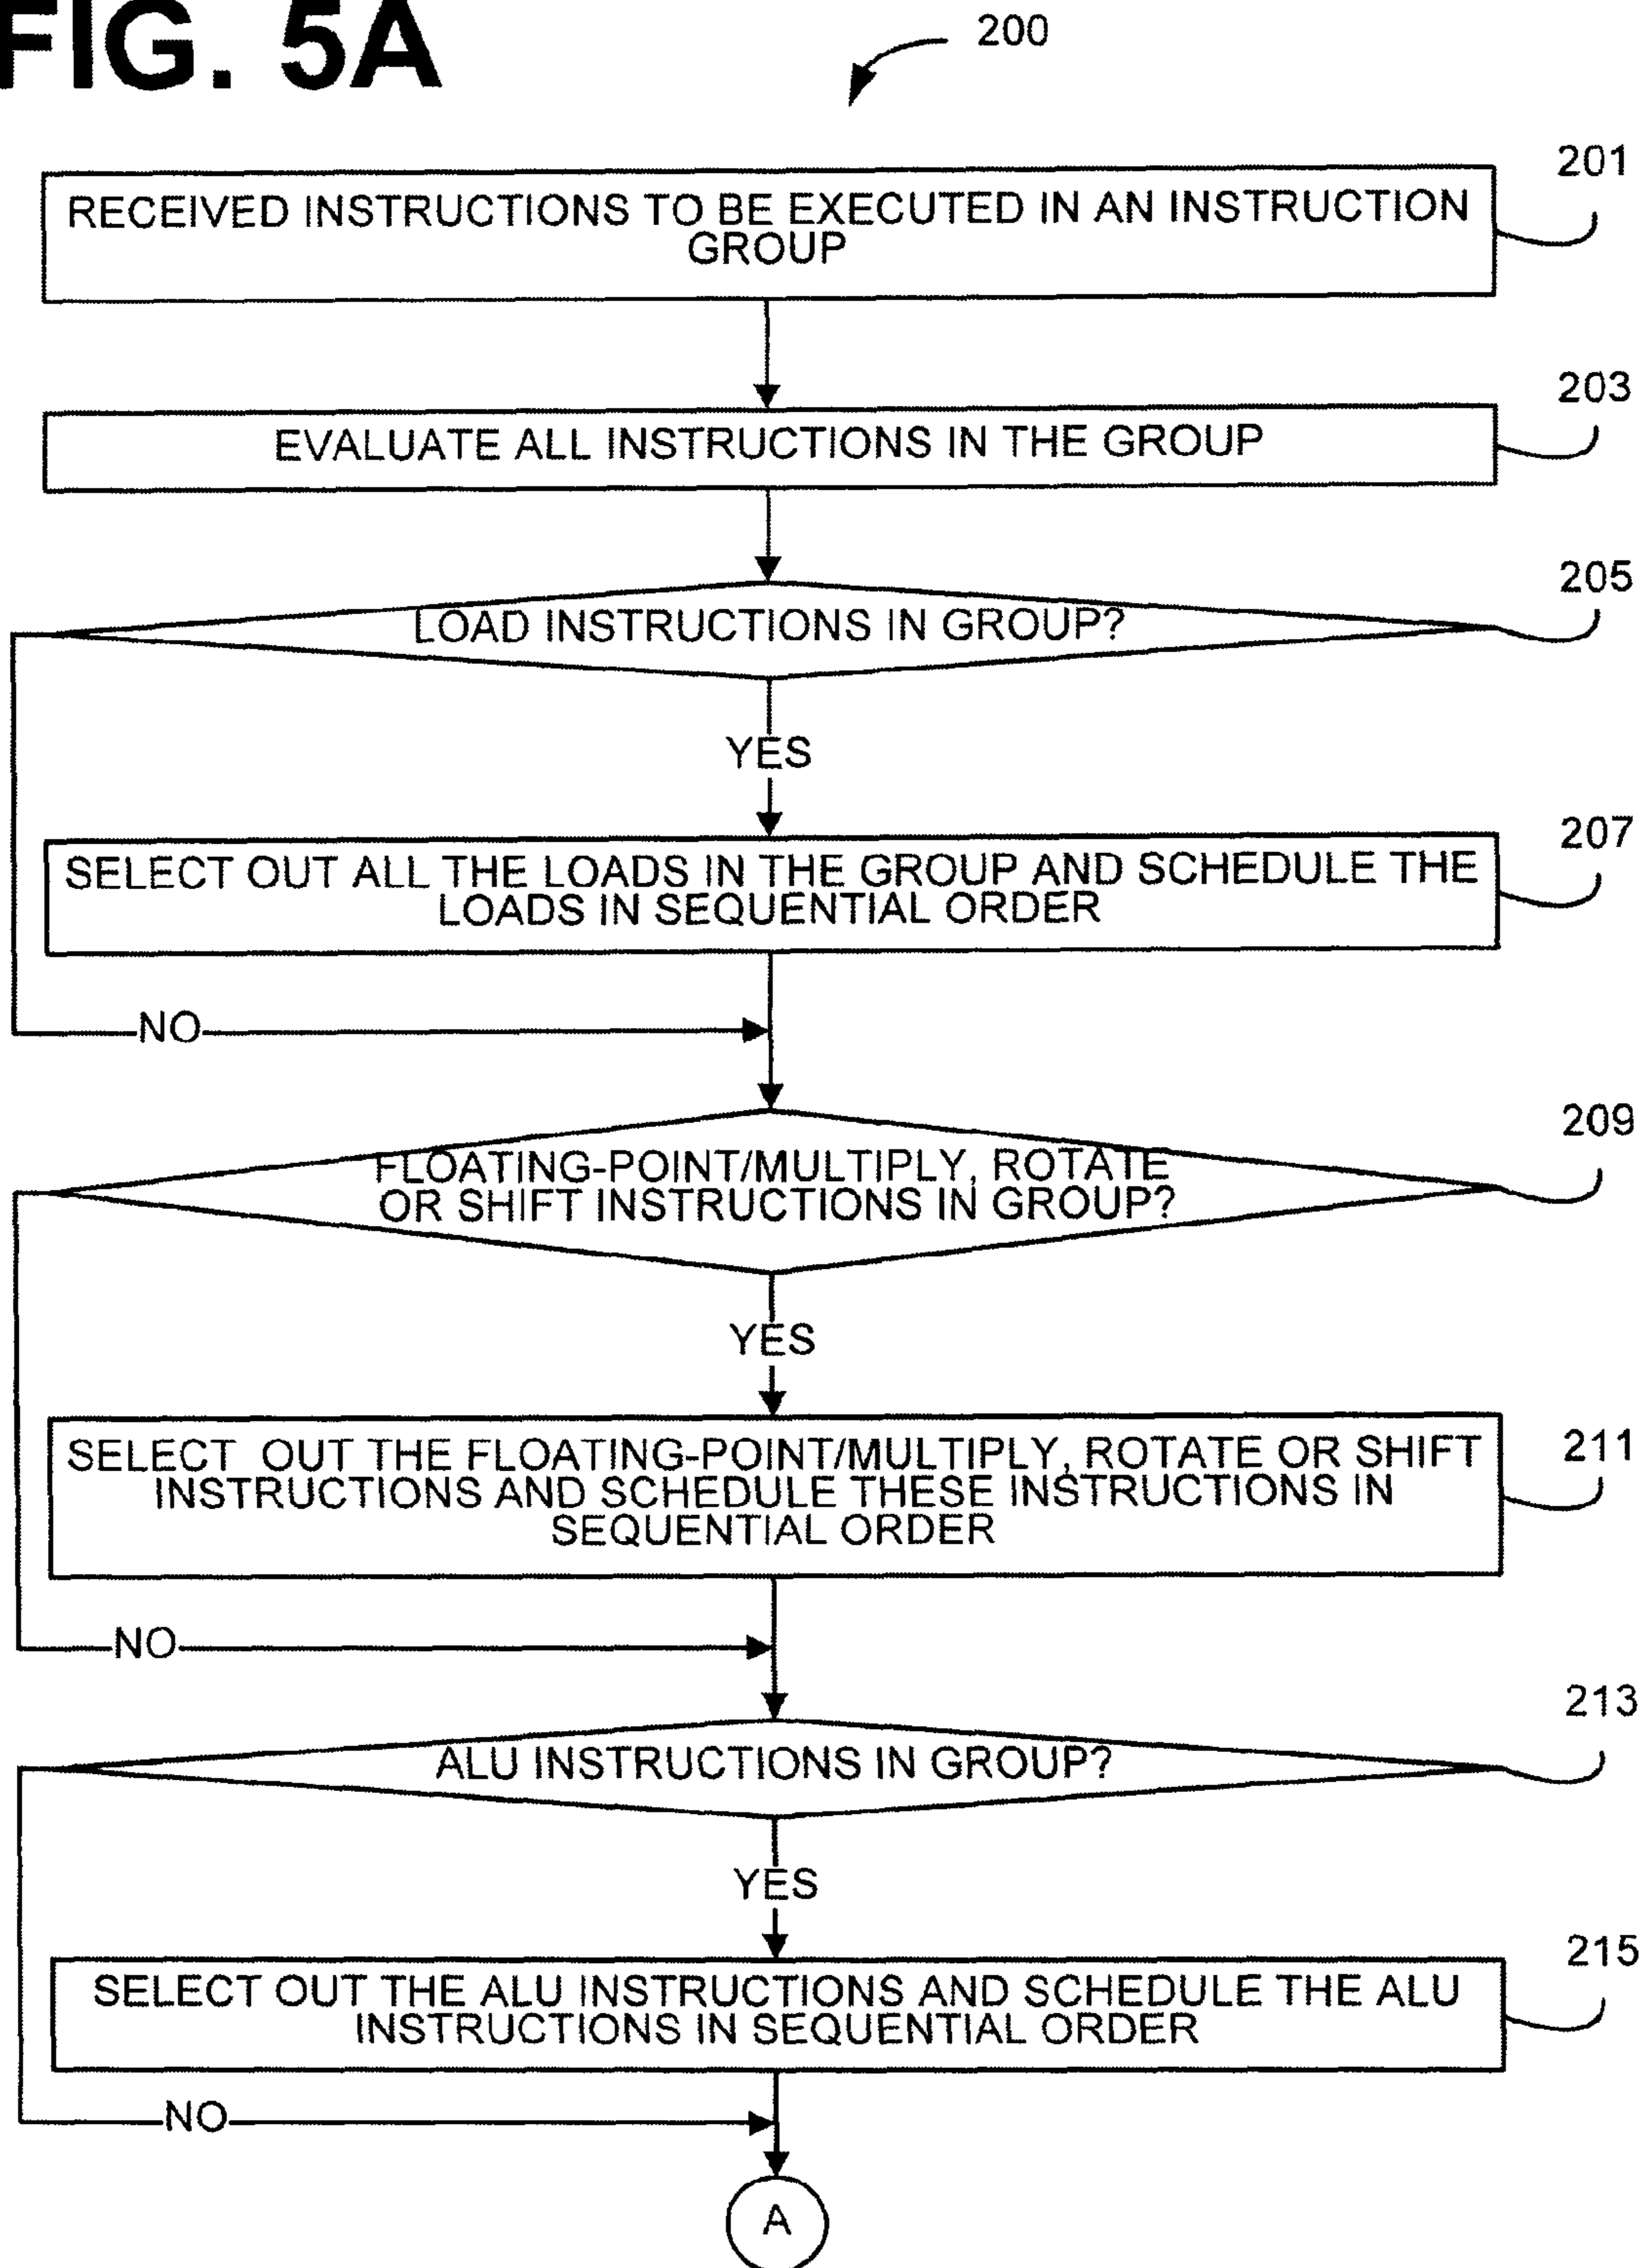 FIG. 5A
200
201
RECEIVED INSTRUCTIONS TO BE EXECUTED IN AN INSTRUCTION
GROUP
203
EVALUATE ALL INSTRUCTIONS IN THE GROUP
205
LOAD INSTRUCTIONS IN GROUP?
YES
207
SELECT OUT ALL THE LOADS IN THE GROUP AND SCHEDULE THE
LOADS IN SEQUENTIAL ORDER
NO
209
FLOATING-POINT/MULTIPLY, ROTATE
OR SHIFT INSTRUCTIONS IN GROUP?
YES
211
SELECT OUT THE FLOATING-POINT/MULTIPLY, ROTATE OR SHIFT
INSTRUCTIONS AND SCHEDULE THESE INSTRUCTIONS IN
SEQUENTIAL ORDER
NO
213
ALU INSTRUCTIONS IN GROUP?
YES
215
SELECT OUT THE ALU INSTRUCTIONS AND SCHEDULE THE ALU
INSTRUCTIONS IN SEQUENTIAL ORDER
NO
A